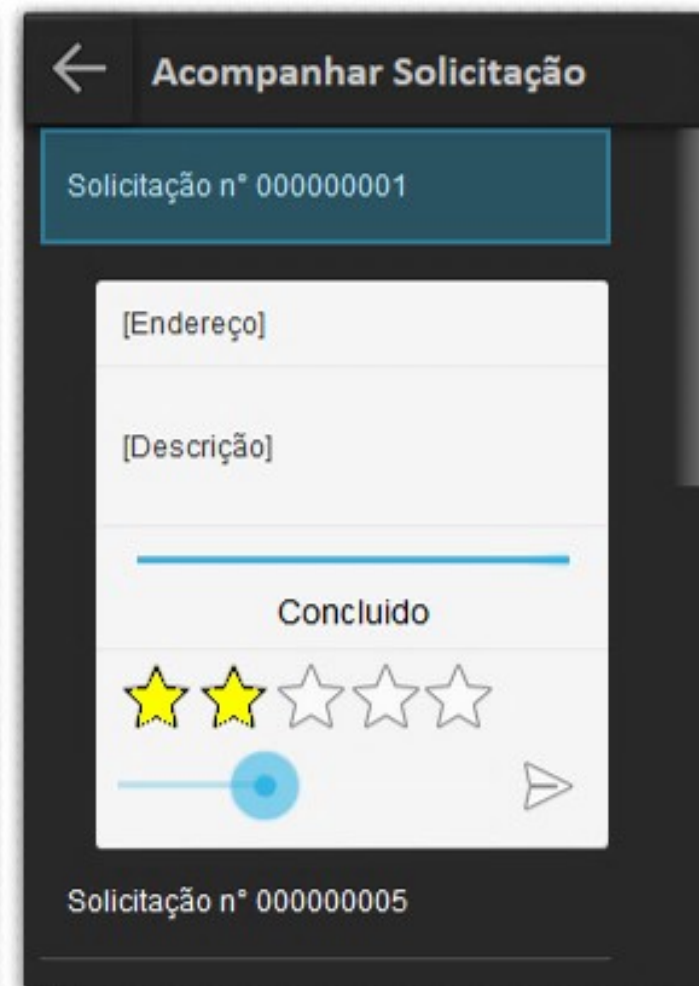 Acompanhar Solicitação
Solicitação n° 000000001
[Endereço]
[Descrição]
Concluido
Solicitação n° 000000005